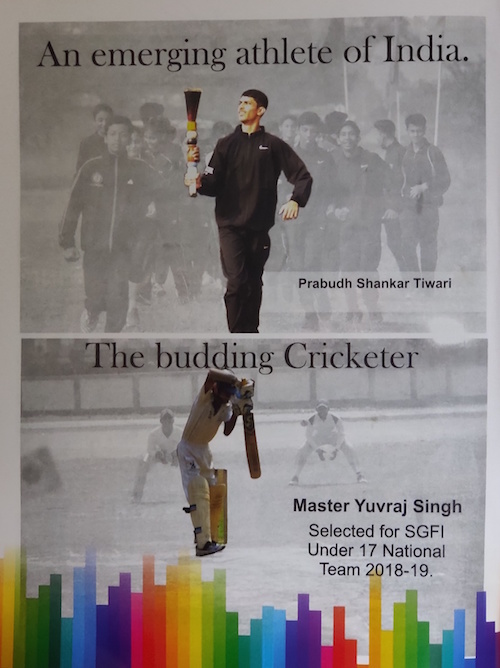 An emerging athlete of India.
Prabudh Shankar Tiwari
The budding Cricketer
Master Yuvraj Singh
Selected for SGFI
Under 17 National
Team 2018-19.